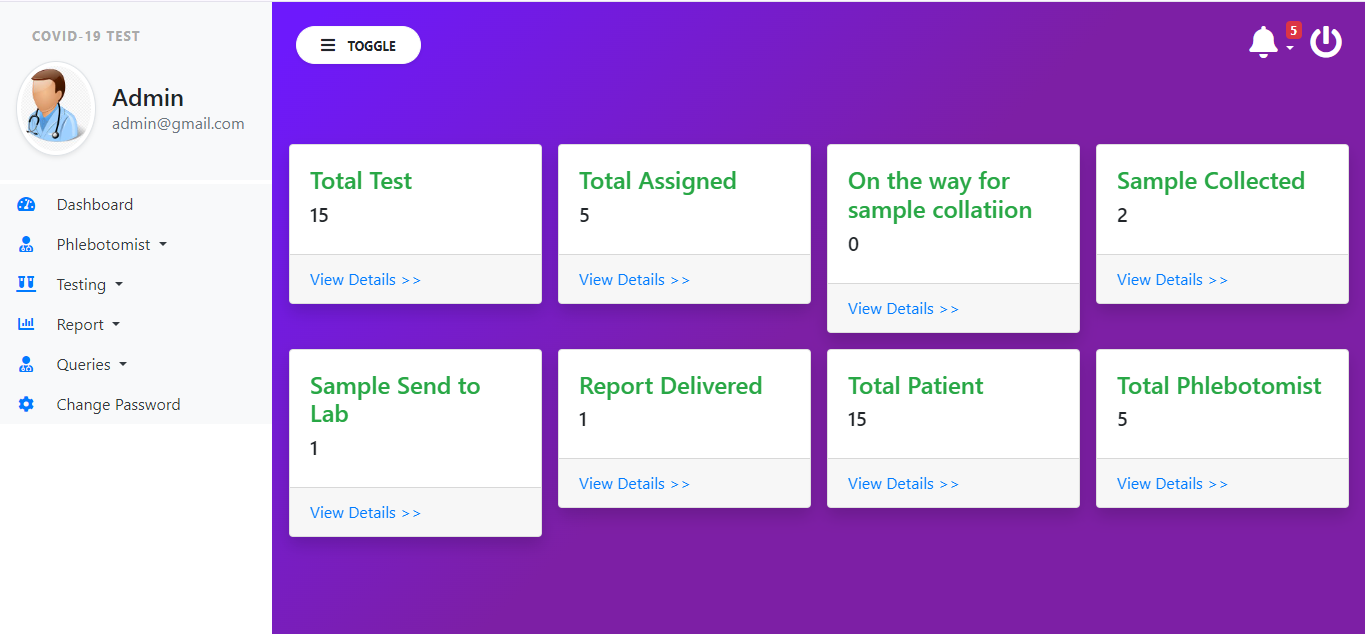 COVID-19 TEST
Admin
admin@gmail.com
Dashboard
Phlebotomist
Testing
Report
Queries
Change Password
TOGGLE
5
Total Test
15
View Details >>
Total Assigned
5
View Details >>
On the way for
sample collatiion
0
View Details >>
Sample Collected
2
View Details >>
Sample Send to
Lab
1
View Details >>
Report Delivered
1
View Details >>
Total Patient
15
View Details >>
Total Phlebotomist
5
View Details >>